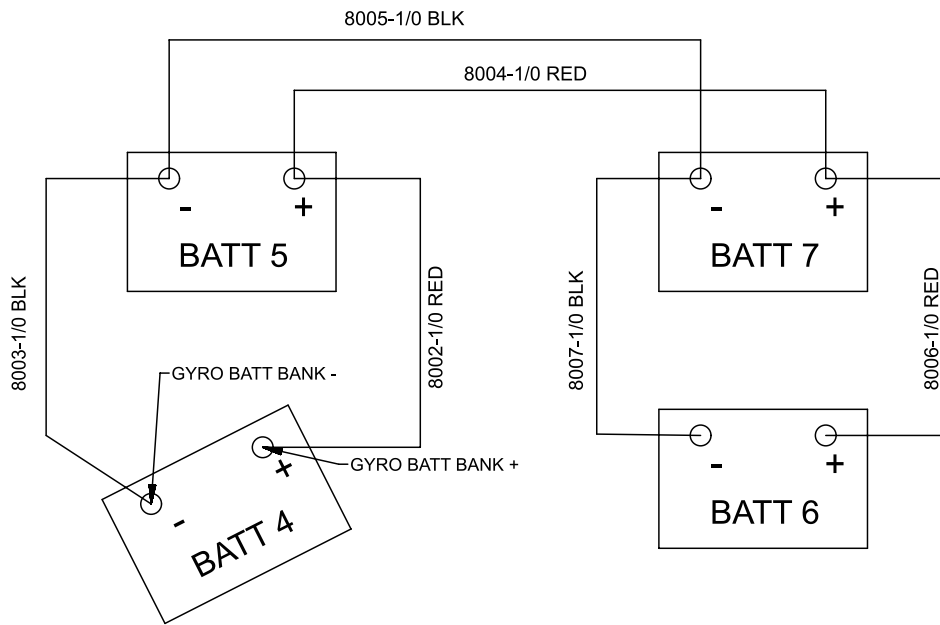 8005-1/0 BLK
8004-1/0 RED
- +
BATT 5
- +
BATT 7
8003-1/0 BLK
8002-1/0 RED
8007-1/0 BLK
8006-1/0 RED
GYRO BATT BANK -
GYRO BATT BANK +
- +
BATT 4
- +
BATT 6